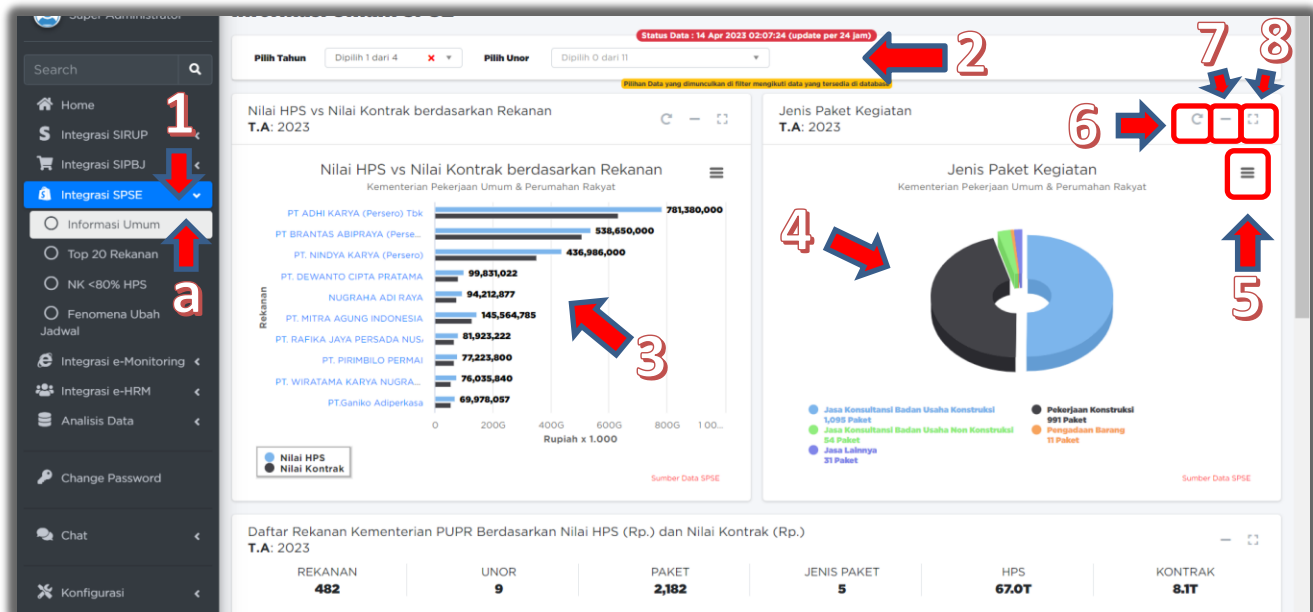 Super Administrator
Informasi Umum SPSE
Status Data : 14 Apr 2023 02:07:24 (update per 24 jam)
Pilih Tahun
Dipilih 1 dari 4
Pilih Unor
Dipilih 0 dari 11
Pilihan Data yang dimunculkan di filter mengikuti data yang tersedia di database
2
7
8
6
1
a
3
4
5
Search
Home
Integrasi SIRUP
Integrasi SIPBJ
Integrasi SPSE
Informasi Umum
Top 20 Rekanan
NK <80% HPS
Fenomena Ubah
Jadwal
Integrasi e-Monitoring
Integrasi e-HRM
Analisis Data
Change Password
Chat
Konfigurasi
Nilai HPS vs Nilai Kontrak berdasarkan Rekanan
T.A: 2023
Nilai HPS vs Nilai Kontrak berdasarkan Rekanan
Kementerian Pekerjaan Umum & Perumahan Rakyat
Rekanan
PT ADHI KARYA (Persero) Tbk 781,380,000
PT BRANTAS ABIPRAYA (Perse... 538,650,000
PT. NINDYA KARYA (Persero) 436,986,000
PT. DEWANTO CIPTA PRATAMA 99,831,022
NUGRAHA ADI RAYA 94,212,877
PT. MITRA AGUNG INDONESIA 145,564,785
PT. RAFIKA JAYA PERSADA NUS 81,923,222
PT. PIRIMBILO PERMAI 77,223,800
PT. WIRATAMA KARYA NUGRA... 76,035,840
PT.Ganiko Adiperkasa 69,978,057
0 200G 400G 600G 800G 1 00...
Rupiah x 1.000
Nilai HPS
Nilai Kontrak
Sumber Data SPSE
Jenis Paket Kegiatan
T.A: 2023
Jenis Paket Kegiatan
Kementerian Pekerjaan Umum & Perumahan Rakyat
Jasa Konsultansi Badan Usaha Konstruksi
1,095 Paket
Jasa Konsultansi Badan Usaha Non Konstruksi
54 Paket
Jasa Lainnya
31 Paket
Pekerjaan Konstruksi
991 Paket
Pengadaan Barang
11 Paket
Sumber Data SPSE
Daftar Rekanan Kementerian PUPR Berdasarkan Nilai HPS (Rp.) dan Nilai Kontrak (Rp.)
T.A: 2023
REKANAN UNOR PAKET JENIS PAKET HPS KONTRAK
482 9 2,182 5 67.0T 8.1T